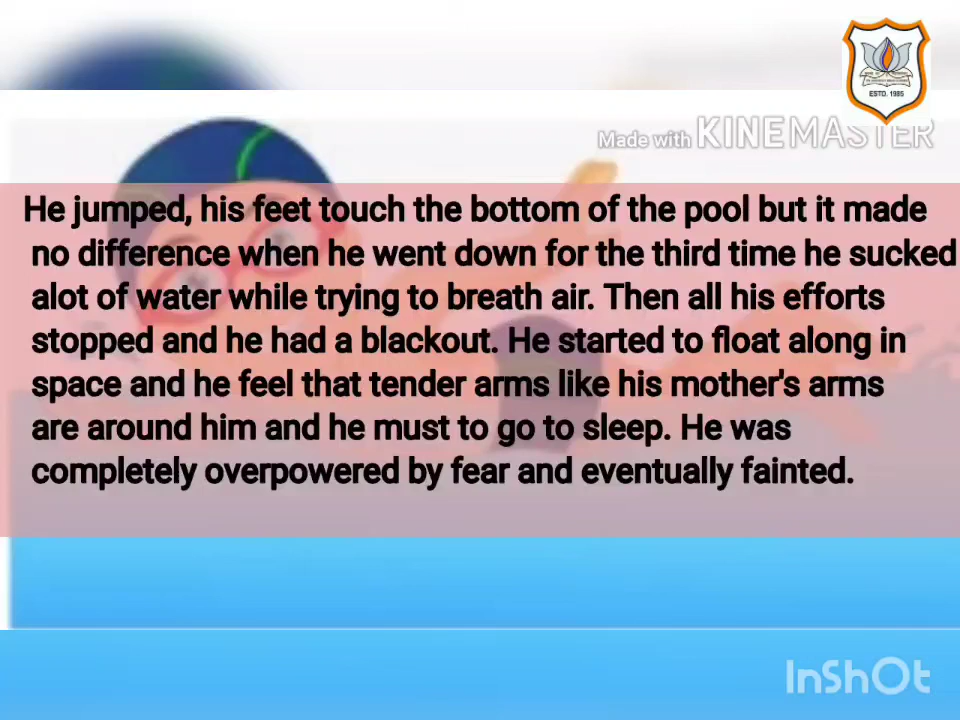 ESTD. 1985
Made with KINEMASTER
He jumped, his feet touch the bottom of the pool but it made
no difference when he went down for the third time he sucked
alot of water while trying to breath air. Then all his efforts
stopped and he had a blackout. He started to float along in
space and he feel that tender arms like his mother's arms
are around him and he must to go to sleep. He was
completely overpowered by fear and eventually fainted.
InShOt